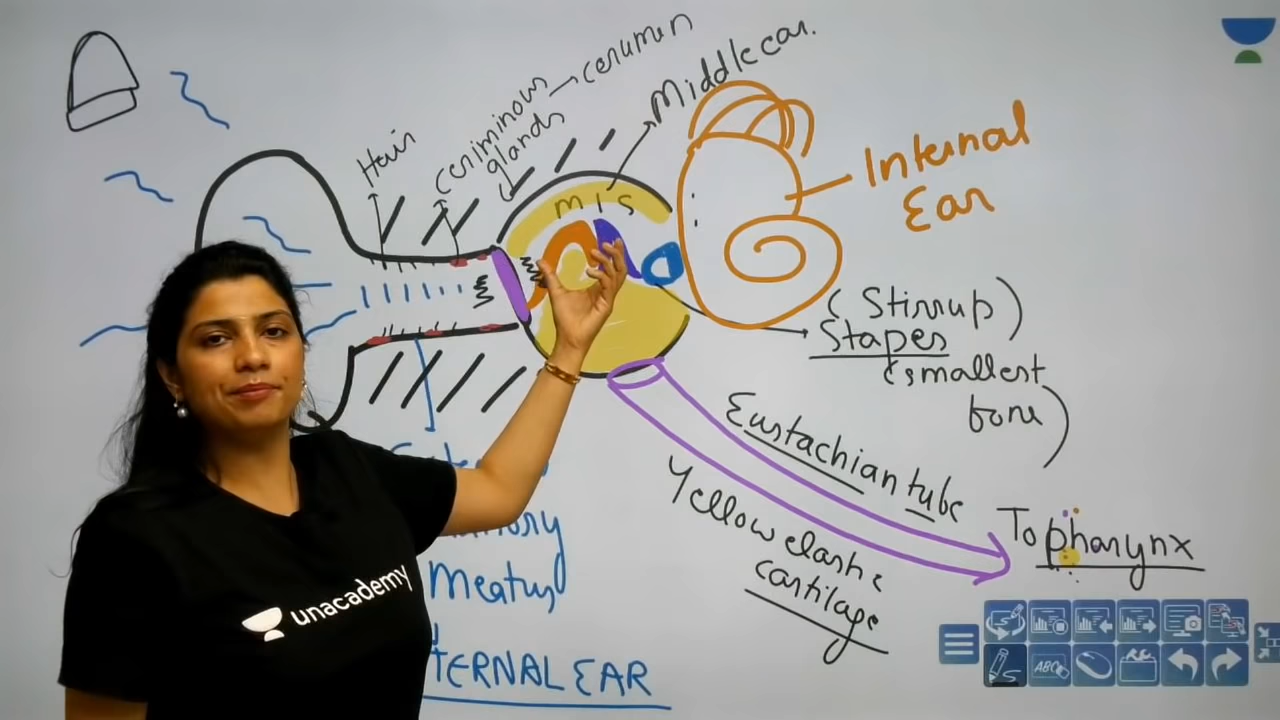 Hair
ceriminous → cerumen
glands
Middle ear.
M I S
Internal
Ear
(Stirrup)
Stapes
(smallest
bone)
Eustachian tube
Yellow elastic
cartilage
To pharynx
Meatus
TERNAL EAR
unacademy
ABC